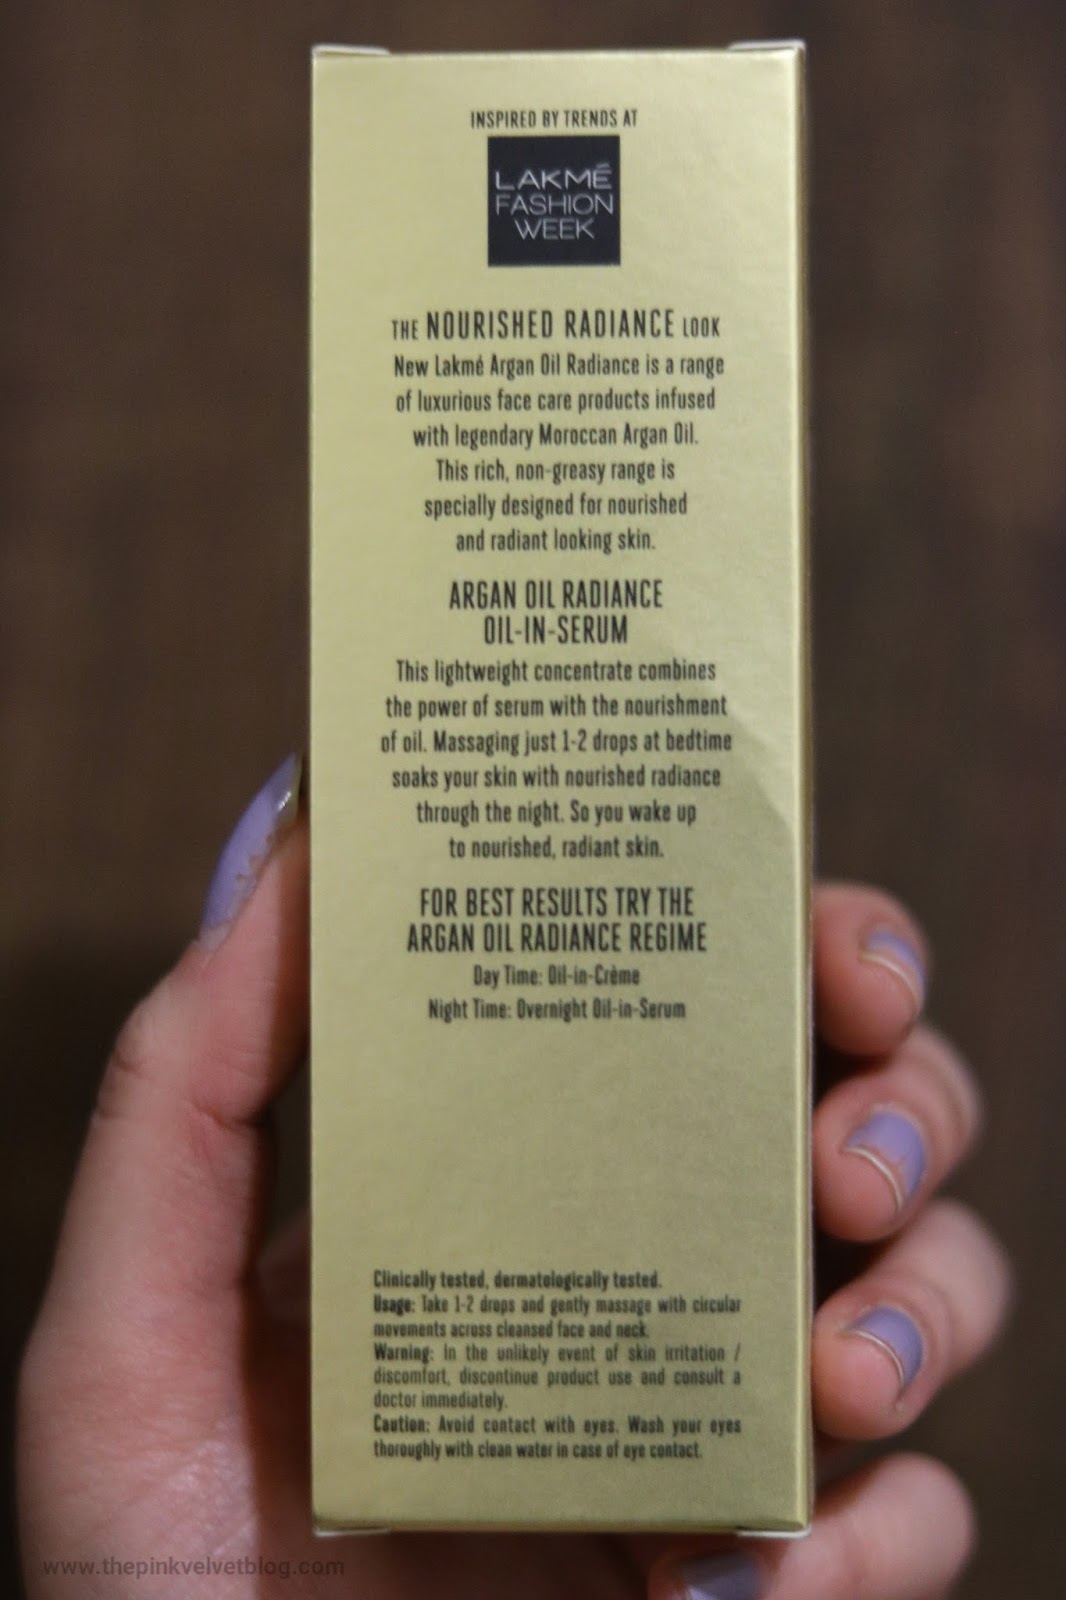 INSPIRED BY TRENDS AT
LAKMÉ
FASHION
WEEK
THE NOURISHED RADIANCE LOOK
New Lakmé Argan Oil Radiance is a range
of luxurious face care products infused
with legendary Moroccan Argan Oil.
This rich, non-greasy range is
specially designed for nourished
and radiant looking skin.
ARGAN OIL RADIANCE
OIL-IN-SERUM
This lightweight concentrate combines
the power of serum with the nourishment
of oil. Massaging just 1-2 drops at bedtime
soaks your skin with nourished radiance
through the night. So you wake up
to nourished, radiant skin.
FOR BEST RESULTS TRY THE
ARGAN OIL RADIANCE REGIME
Day Time: Oil-in-Crème
Night Time: Overnight Oil-in-Serum
Clinically tested, dermatologically tested.
Usage: Take 1-2 drops and gently massage with circular
movements across cleansed face and neck.
Warning: In the unlikely event of skin irritation /
discomfort, discontinue product use and consult a
doctor immediately.
Caution: Avoid contact with eyes. Wash your eyes
thoroughly with clean water in case of eye contact.
www.thepinkvelvetblog.com